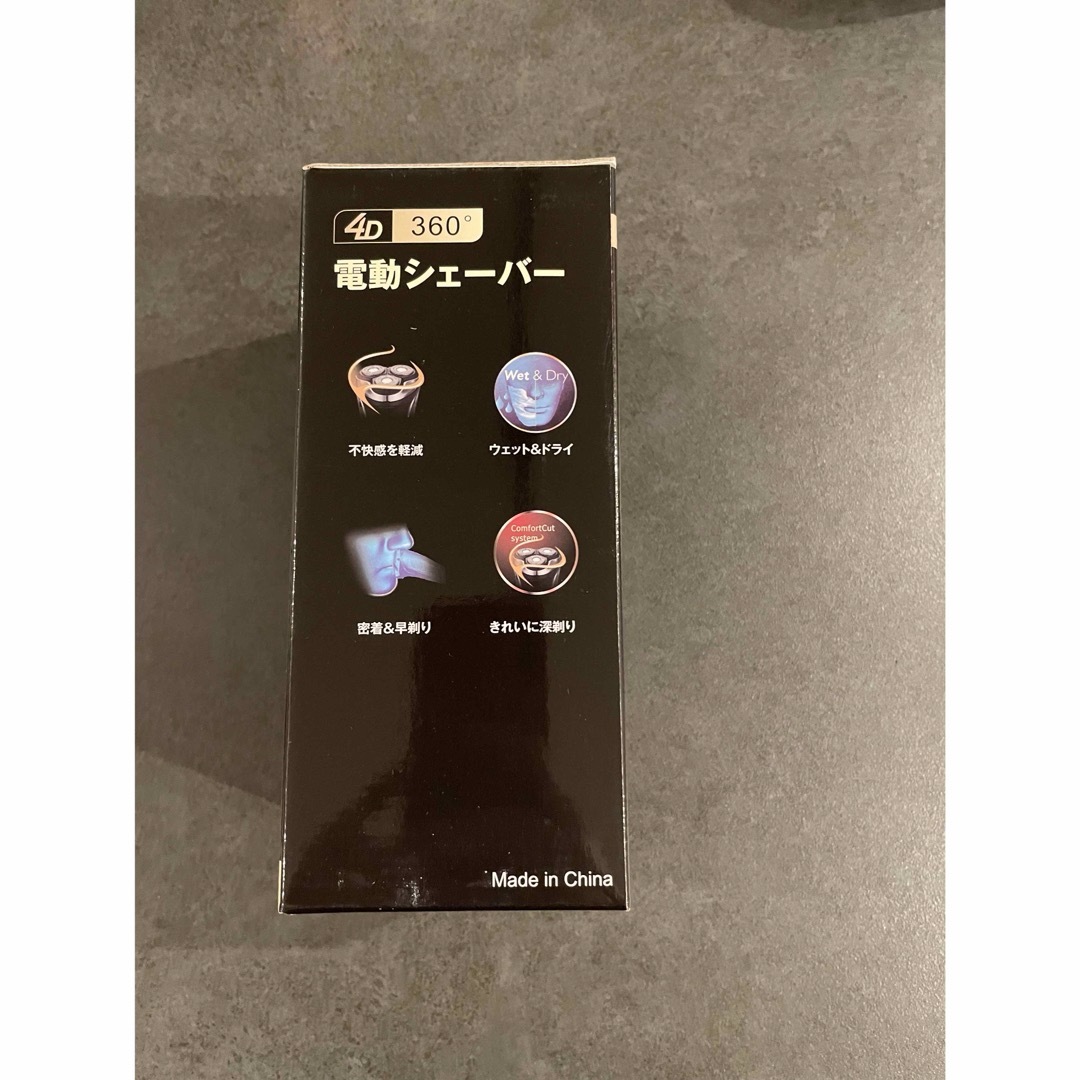 4D 360°
電動シェーバー
Wet & Dry
不快感を軽減 ウェット&ドライ
ComfortCut
system
密着&早剃り きれいに深剃り
Made in China